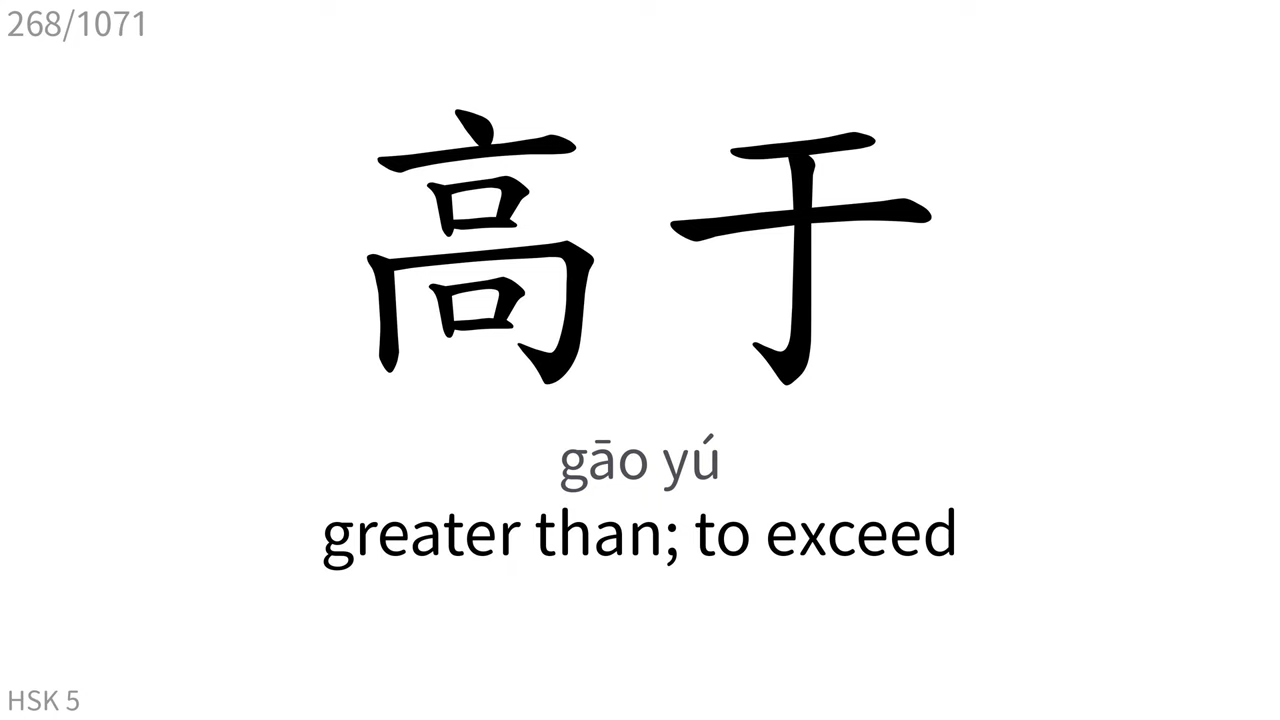 268/1071
高于
gāo yú
greater than; to exceed
HSK 5